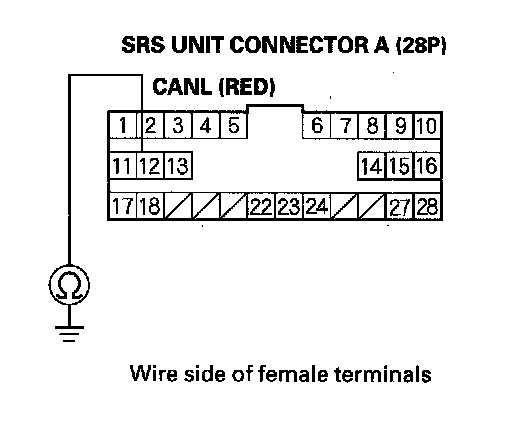 SRS UNIT CONNECTOR A (28P)
CANL (RED)
1 2 3 4 5 6 7 8 9 10
11 12 13 14 15 16
17 18 22 23 24 27 28
Ω
Wire side of female terminals